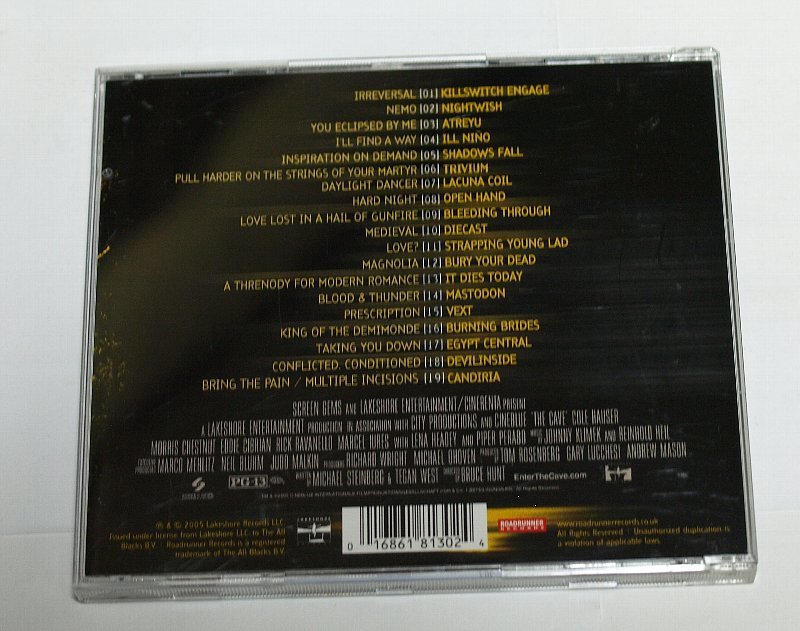 IRREVERSAL [01] KILLSWITCH ENGAGE
NEMO [02] NIGHTWISH
YOU ECLIPSED BY ME [03] ATREYU
I'LL FIND A WAY [04] ILL NIÑO
INSPIRATION ON DEMAND [05] SHADOWS FALL
PULL HARDER ON THE STRINGS OF YOUR MARTYR [06] TRIVIUM
DAYLIGHT DANCER [07] LACUNA COIL
HARD NIGHT [08] OPEN HAND
LOVE LOST IN A HAIL OF GUNFIRE [09] BLEEDING THROUGH
MEDIEVAL [10] DIECAST
LOVE? [11] STRAPPING YOUNG LAD
MAGNOLIA [12] BURY YOUR DEAD
A THRENODY FOR MODERN ROMANCE [13] IT DIES TODAY
BLOOD & THUNDER [14] MASTODON
PRESCRIPTION [15] VEXT
KING OF THE DEMIMONDE [16] BURNING BRIDES
TAKING YOU DOWN [17] EGYPT CENTRAL
CONFLICTED. CONDITIONED [18] DEVILINSIDE
BRING THE PAIN / MULTIPLE INCISIONS [19] CANDIRIA
SCREEN GEMS AND LAKESHORE ENTERTAINMENT/CINERENTA PRESENT
A LAKESHORE ENTERTAINMENT PRODUCTION IN ASSOCIATION WITH CITY PRODUCTIONS AND CINEBLUE 'THE CAVE' COLE HAUSER
MORRIS CHESTNUT EDDIE CIBRIAN RICK RAVANELLO MARCEL IURES WITH LENA HEADEY AND PIPER PERABO MUSIC BY JOHNNY KLIMEK AND REINHOLD HEIL
EXECUTIVE PRODUCERS MARCO MEHLITZ NEIL BLUHM JUDD MALKIN PRODUCERS RICHARD WRIGHT MICHAEL OHOVEN PRODUCED BY TOM ROSENBERG GARY LUCCHESI ANDREW MASON
WRITTEN BY MICHAEL STEINBERG & TEGAN WEST DIRECTED BY BRUCE HUNT EnterTheCave.com
PG-13
℗ & © 2005 Lakeshore Records LLC
Issued under license from Lakeshore LLC. to The All
Blacks B.V. Roadrunner Records is a registered
trademark of The All Blacks B.V.
LAKESHORE
0 16861 81302 4
ROADRUNNER
RECORDS
www.roadrunnerrecords.co.uk
All Rights Reserved Unauthorized duplication is
a violation of applicable laws.